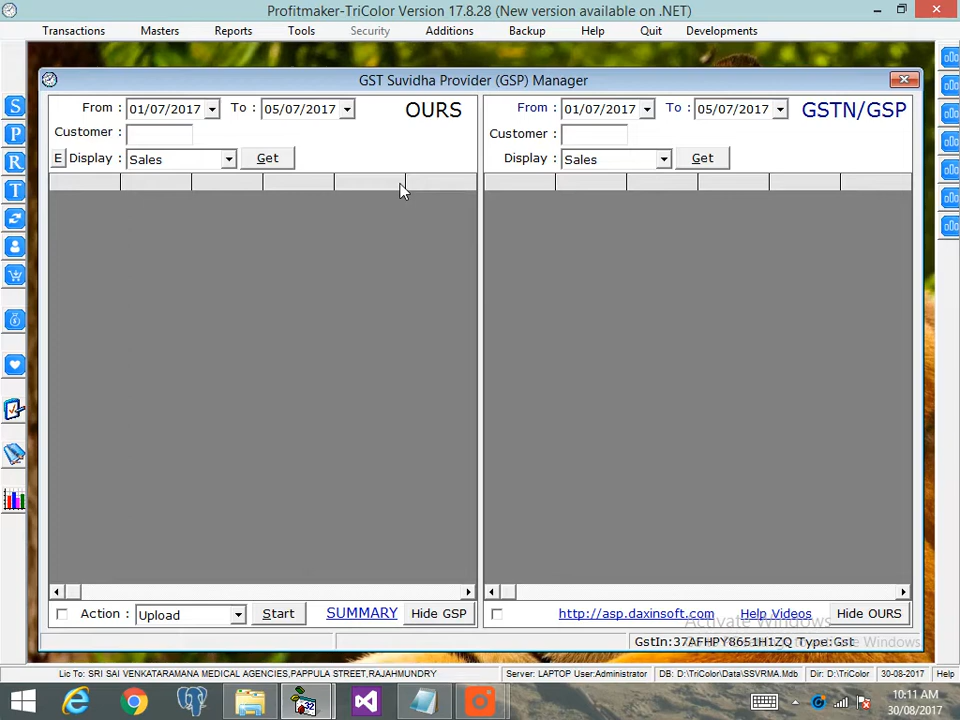 Profitmaker-TriColor Version 17.8.28 (New version available on .NET)
Transactions Masters Reports Tools Security Additions Backup Help Quit Developments
GST Suvidha Provider (GSP) Manager
From : 01/07/2017 To : 05/07/2017 OURS
Customer :
E Display : Sales Get
From : 01/07/2017 To : 05/07/2017 GSTN/GSP
Customer :
Display : Sales Get
S
P
R
T
Action : Upload Start SUMMARY Hide GSP
http://asp.daxinsoft.com Help Videos Hide OURS
Activate Windows
GstIn:37AFHPY8651H1ZQ Type:Gst
Lic To: SRI SAI VENKATARAMANA MEDICAL AGENCIES,PAPPULA STREET,RAJAHMUNDRY Server: LAPTOP User:Administrator DB: D:\TriColor\Data\SSVRMA.Mdb Dir: D:\TriColor 30-08-2017 Help
32
10:11 AM
30/08/2017